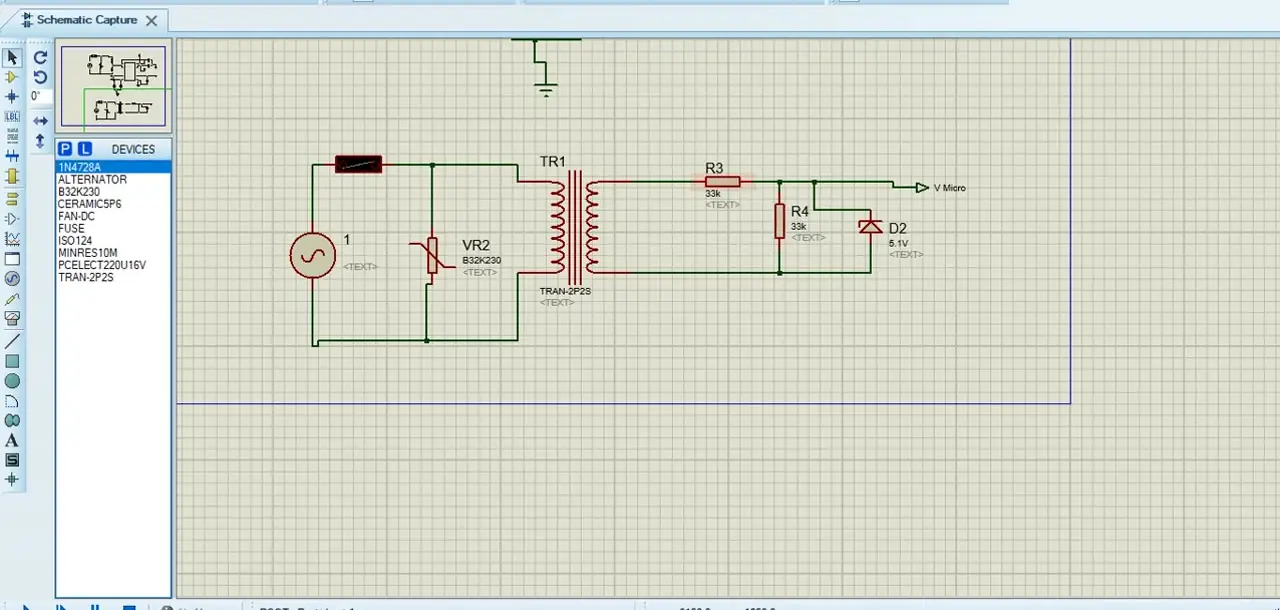 Schematic Capture
0°
LBL
P L DEVICES
1N4728A
ALTERNATOR
B32K230
CERAMIC5P6
FAN-DC
FUSE
ISO124
MINRES10M
PCELECT220U16V
TRAN-2P2S
A
S
1
<TEXT>
VR2
B32K230
<TEXT>
TR1
TRAN-2P2S
<TEXT>
R3
33k
<TEXT>
R4
33k
<TEXT>
D2
5.1V
<TEXT>
V Micro